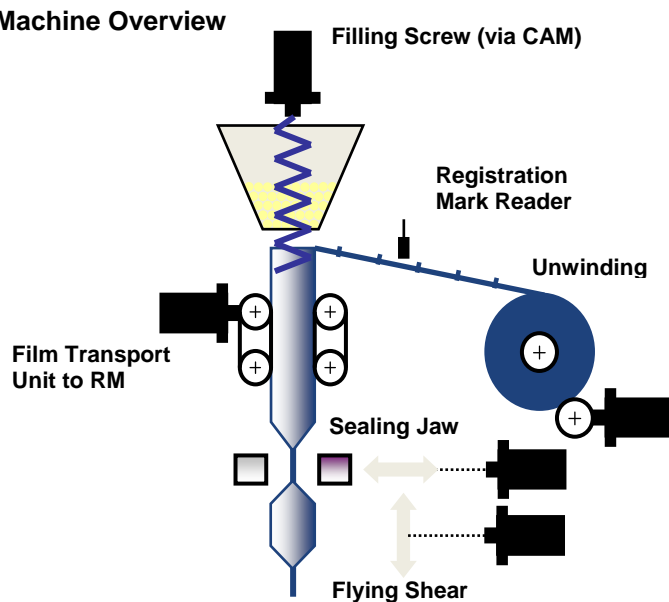 Machine Overview
Filling Screw (via CAM)
Registration
Mark Reader
Unwinding
Film Transport
Unit to RM
Sealing Jaw
Flying Shear